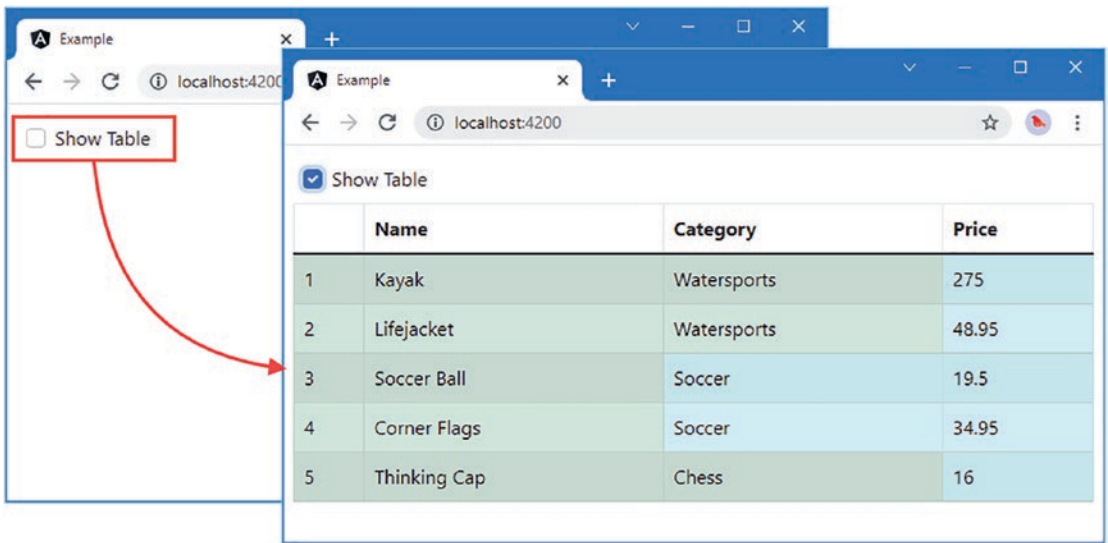 Example
localhost:4200
Show Table
Example
localhost:4200
Show Table
Name Category Price
1 Kayak Watersports 275
2 Lifejacket Watersports 48.95
3 Soccer Ball Soccer 19.5
4 Corner Flags Soccer 34.95
5 Thinking Cap Chess 16